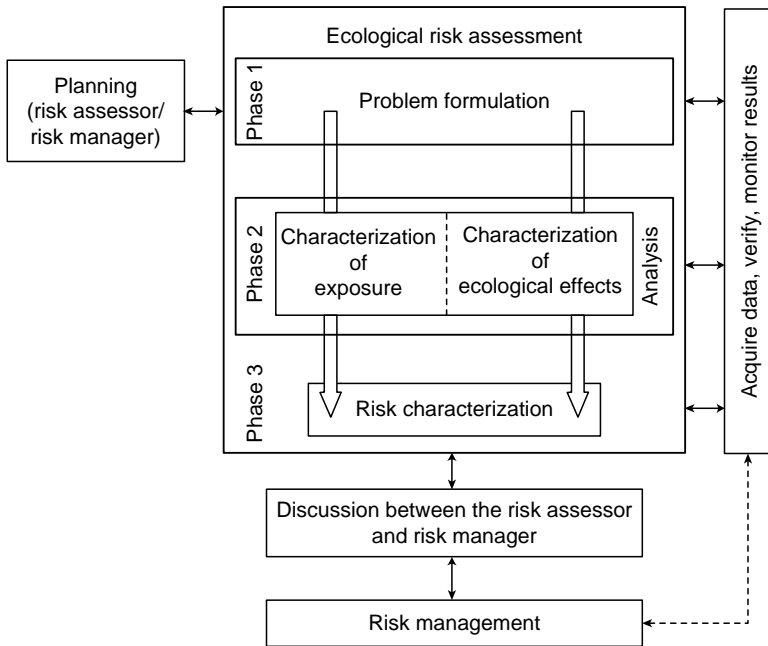 Ecological risk assessment
Planning
(risk assessor/
risk manager)
Phase 1
Problem formulation
Phase 2
Characterization
of
exposure
Characterization
of
ecological effects
Analysis
Phase 3
Risk characterization
Acquire data, verify, monitor results
Discussion between the risk assessor
and risk manager
Risk management